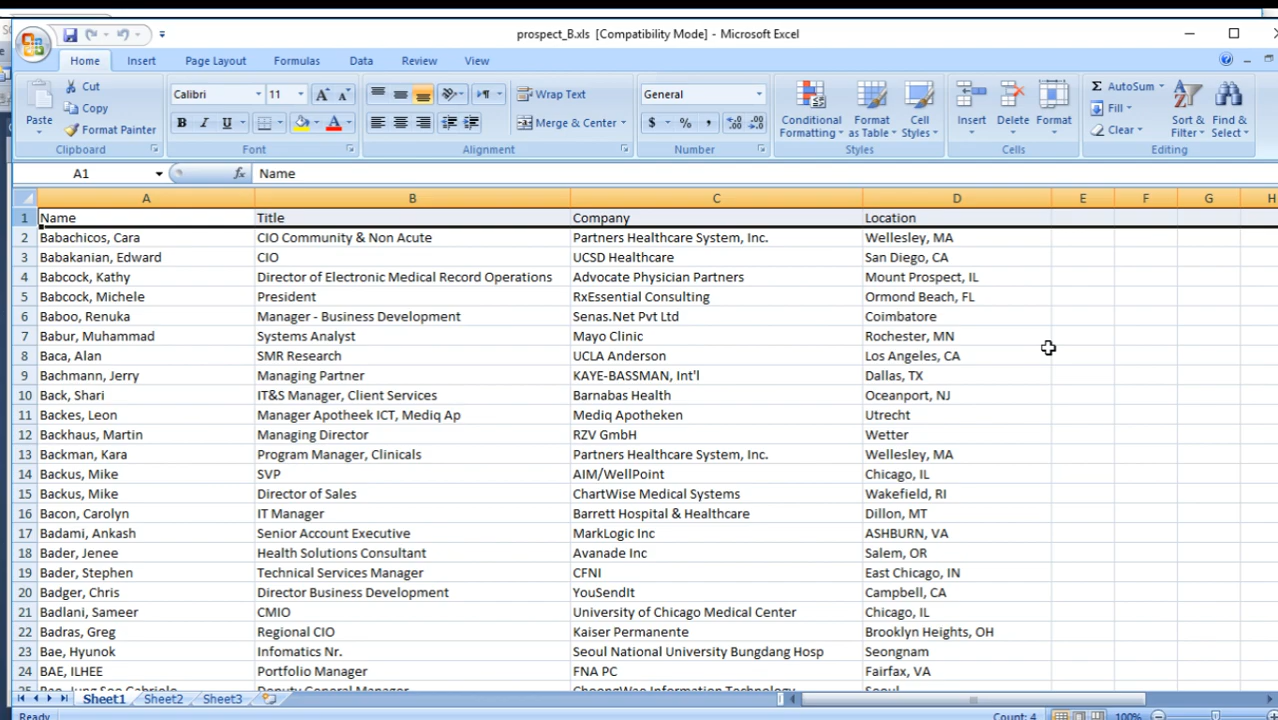 prospect_B.xls [Compatibility Mode] - Microsoft Excel
Home Insert Page Layout Formulas Data Review View
Paste Cut Copy Format Painter Clipboard
Calibri 11 B I U Font
Wrap Text Merge & Center Alignment
General $ % , Number
Conditional Formatting Format as Table Cell Styles Styles
Insert Delete Format Cells
AutoSum Fill Clear Sort & Filter Find & Select Editing
A1 fx Name
A B C D E F G H
1 Name Title Company Location
2 Babachicos, Cara CIO Community & Non Acute Partners Healthcare System, Inc. Wellesley, MA
3 Babakanian, Edward CIO UCSD Healthcare San Diego, CA
4 Babcock, Kathy Director of Electronic Medical Record Operations Advocate Physician Partners Mount Prospect, IL
5 Babcock, Michele President RxEssential Consulting Ormond Beach, FL
6 Baboo, Renuka Manager - Business Development Senas.Net Pvt Ltd Coimbatore
7 Babur, Muhammad Systems Analyst Mayo Clinic Rochester, MN
8 Baca, Alan SMR Research UCLA Anderson Los Angeles, CA
9 Bachmann, Jerry Managing Partner KAYE-BASSMAN, Int'l Dallas, TX
10 Back, Shari IT&S Manager, Client Services Barnabas Health Oceanport, NJ
11 Backes, Leon Manager Apotheek ICT, Mediq Ap Mediq Apotheken Utrecht
12 Backhaus, Martin Managing Director RZV GmbH Wetter
13 Backman, Kara Program Manager, Clinicals Partners Healthcare System, Inc. Wellesley, MA
14 Backus, Mike SVP AIM/WellPoint Chicago, IL
15 Backus, Mike Director of Sales ChartWise Medical Systems Wakefield, RI
16 Bacon, Carolyn IT Manager Barrett Hospital & Healthcare Dillon, MT
17 Badami, Ankash Senior Account Executive MarkLogic Inc ASHBURN, VA
18 Bader, Jenee Health Solutions Consultant Avanade Inc Salem, OR
19 Bader, Stephen Technical Services Manager CFNI East Chicago, IN
20 Badger, Chris Director Business Development YouSendIt Campbell, CA
21 Badlani, Sameer CMIO University of Chicago Medical Center Chicago, IL
22 Badras, Greg Regional CIO Kaiser Permanente Brooklyn Heights, OH
23 Bae, Hyunok Infomatics Nr. Seoul National University Bungdang Hosp Seongnam
24 BAE, ILHEE Portfolio Manager FNA PC Fairfax, VA
Sheet1 Sheet2 Sheet3
Ready Count: 4 100%